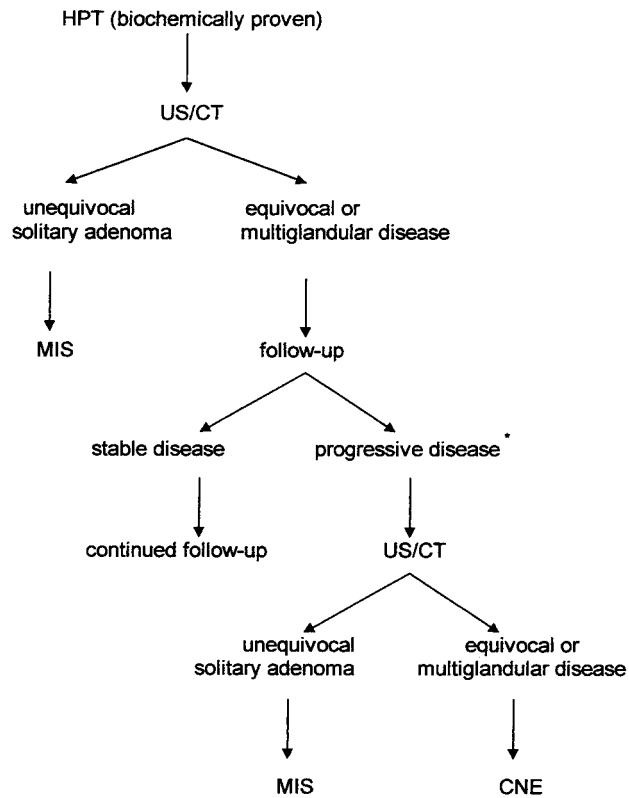 HPT (biochemically proven)
US/CT
unequivocal
solitary adenoma
equivocal or
multiglandular disease
MIS
follow-up
stable disease
progressive disease *
continued follow-up
US/CT
unequivocal
solitary adenoma
equivocal or
multiglandular disease
MIS
CNE